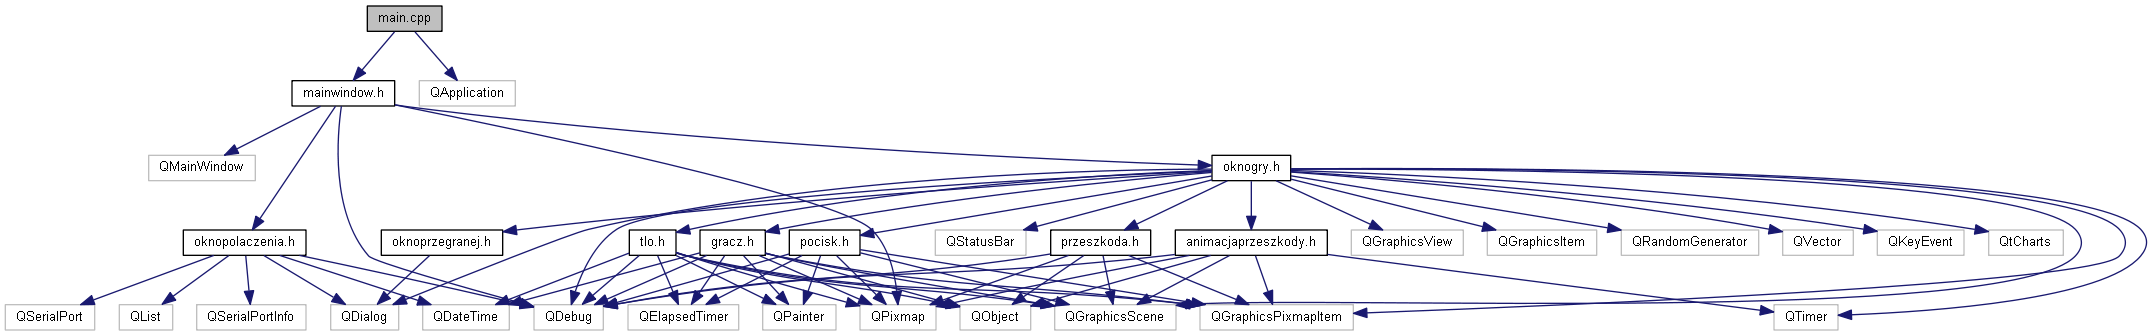 main.cpp
mainwindow.h
QApplication
QMainWindow
oknogry.h
oknopolaczenia.h
oknoprzegranej.h
tlo.h
gracz.h
pocisk.h
QStatusBar
przeszkoda.h
animacjaprzeszkody.h
QGraphicsView
QGraphicsItem
QRandomGenerator
QVector
QKeyEvent
QtCharts
QSerialPort
QList
QSerialPortInfo
QDialog
QDateTime
QDebug
QElapsedTimer
QPainter
QPixmap
QObject
QGraphicsScene
QGraphicsPixmapItem
QTimer